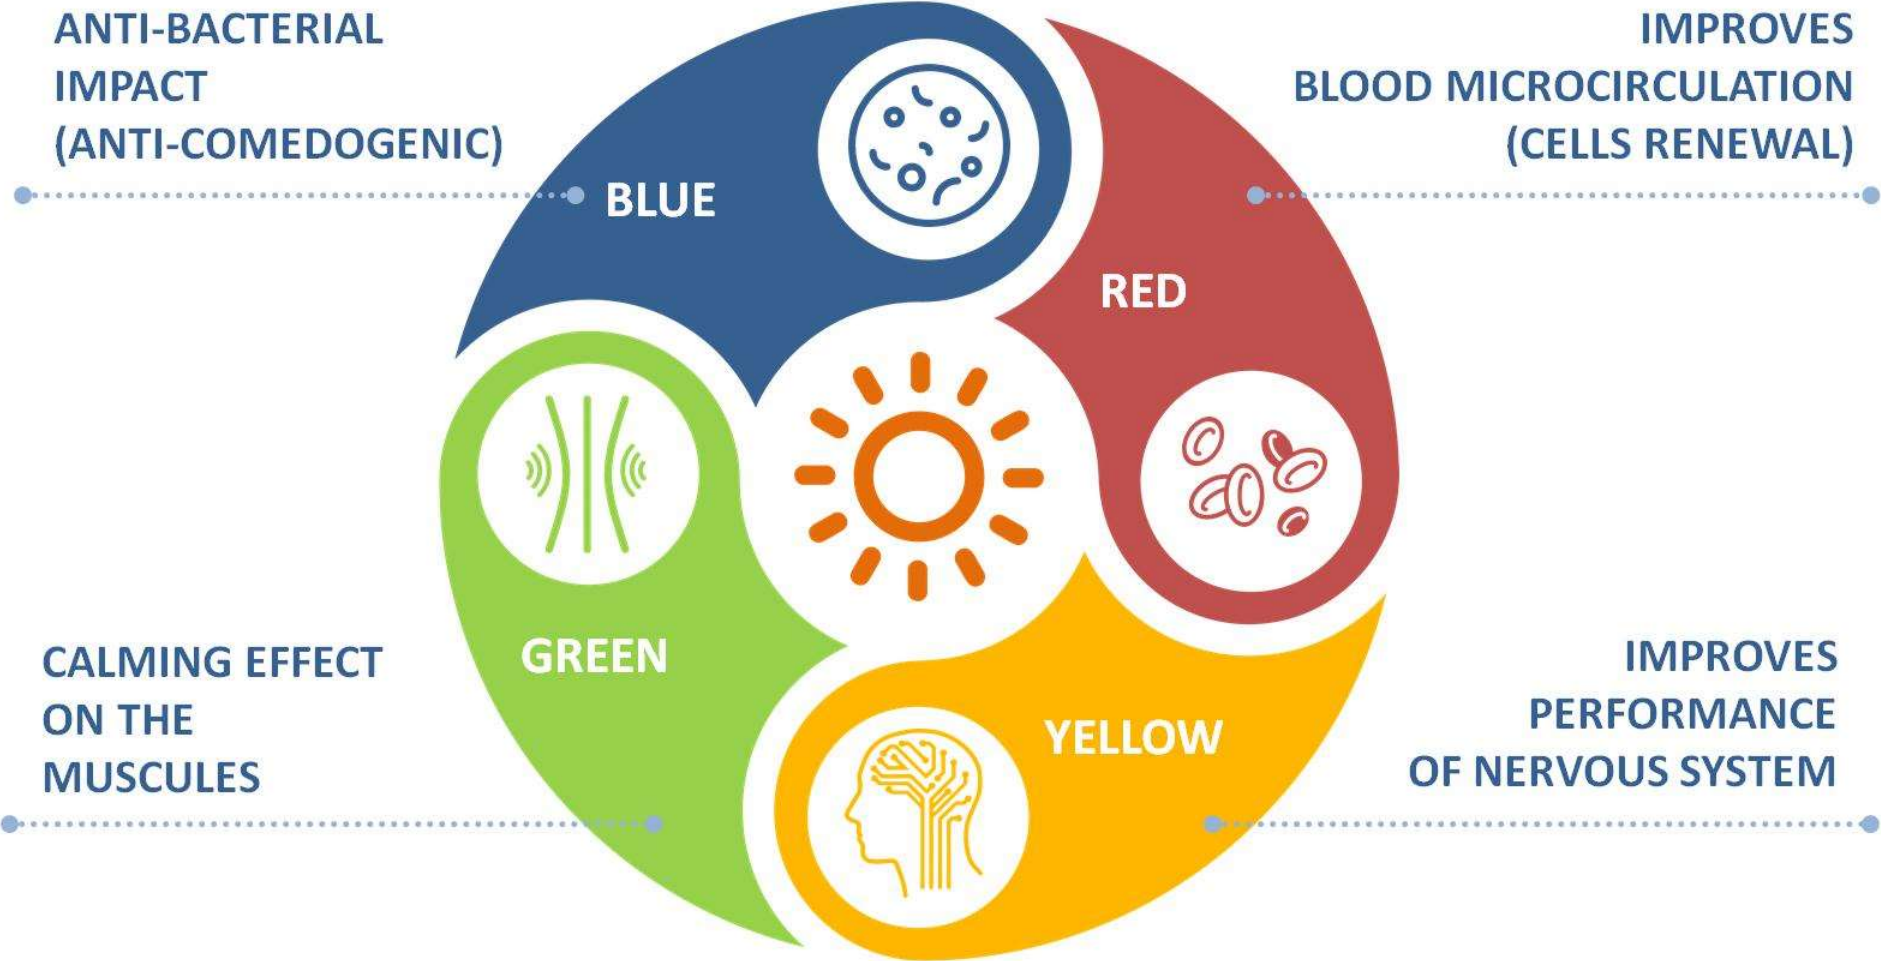 ANTI-BACTERIAL
IMPACT
(ANTI-COMEDOGENIC)
IMPROVES
BLOOD MICROCIRCULATION
(CELLS RENEWAL)
BLUE
RED
GREEN
YELLOW
CALMING EFFECT
ON THE
MUSCULES
IMPROVES
PERFORMANCE
OF NERVOUS SYSTEM